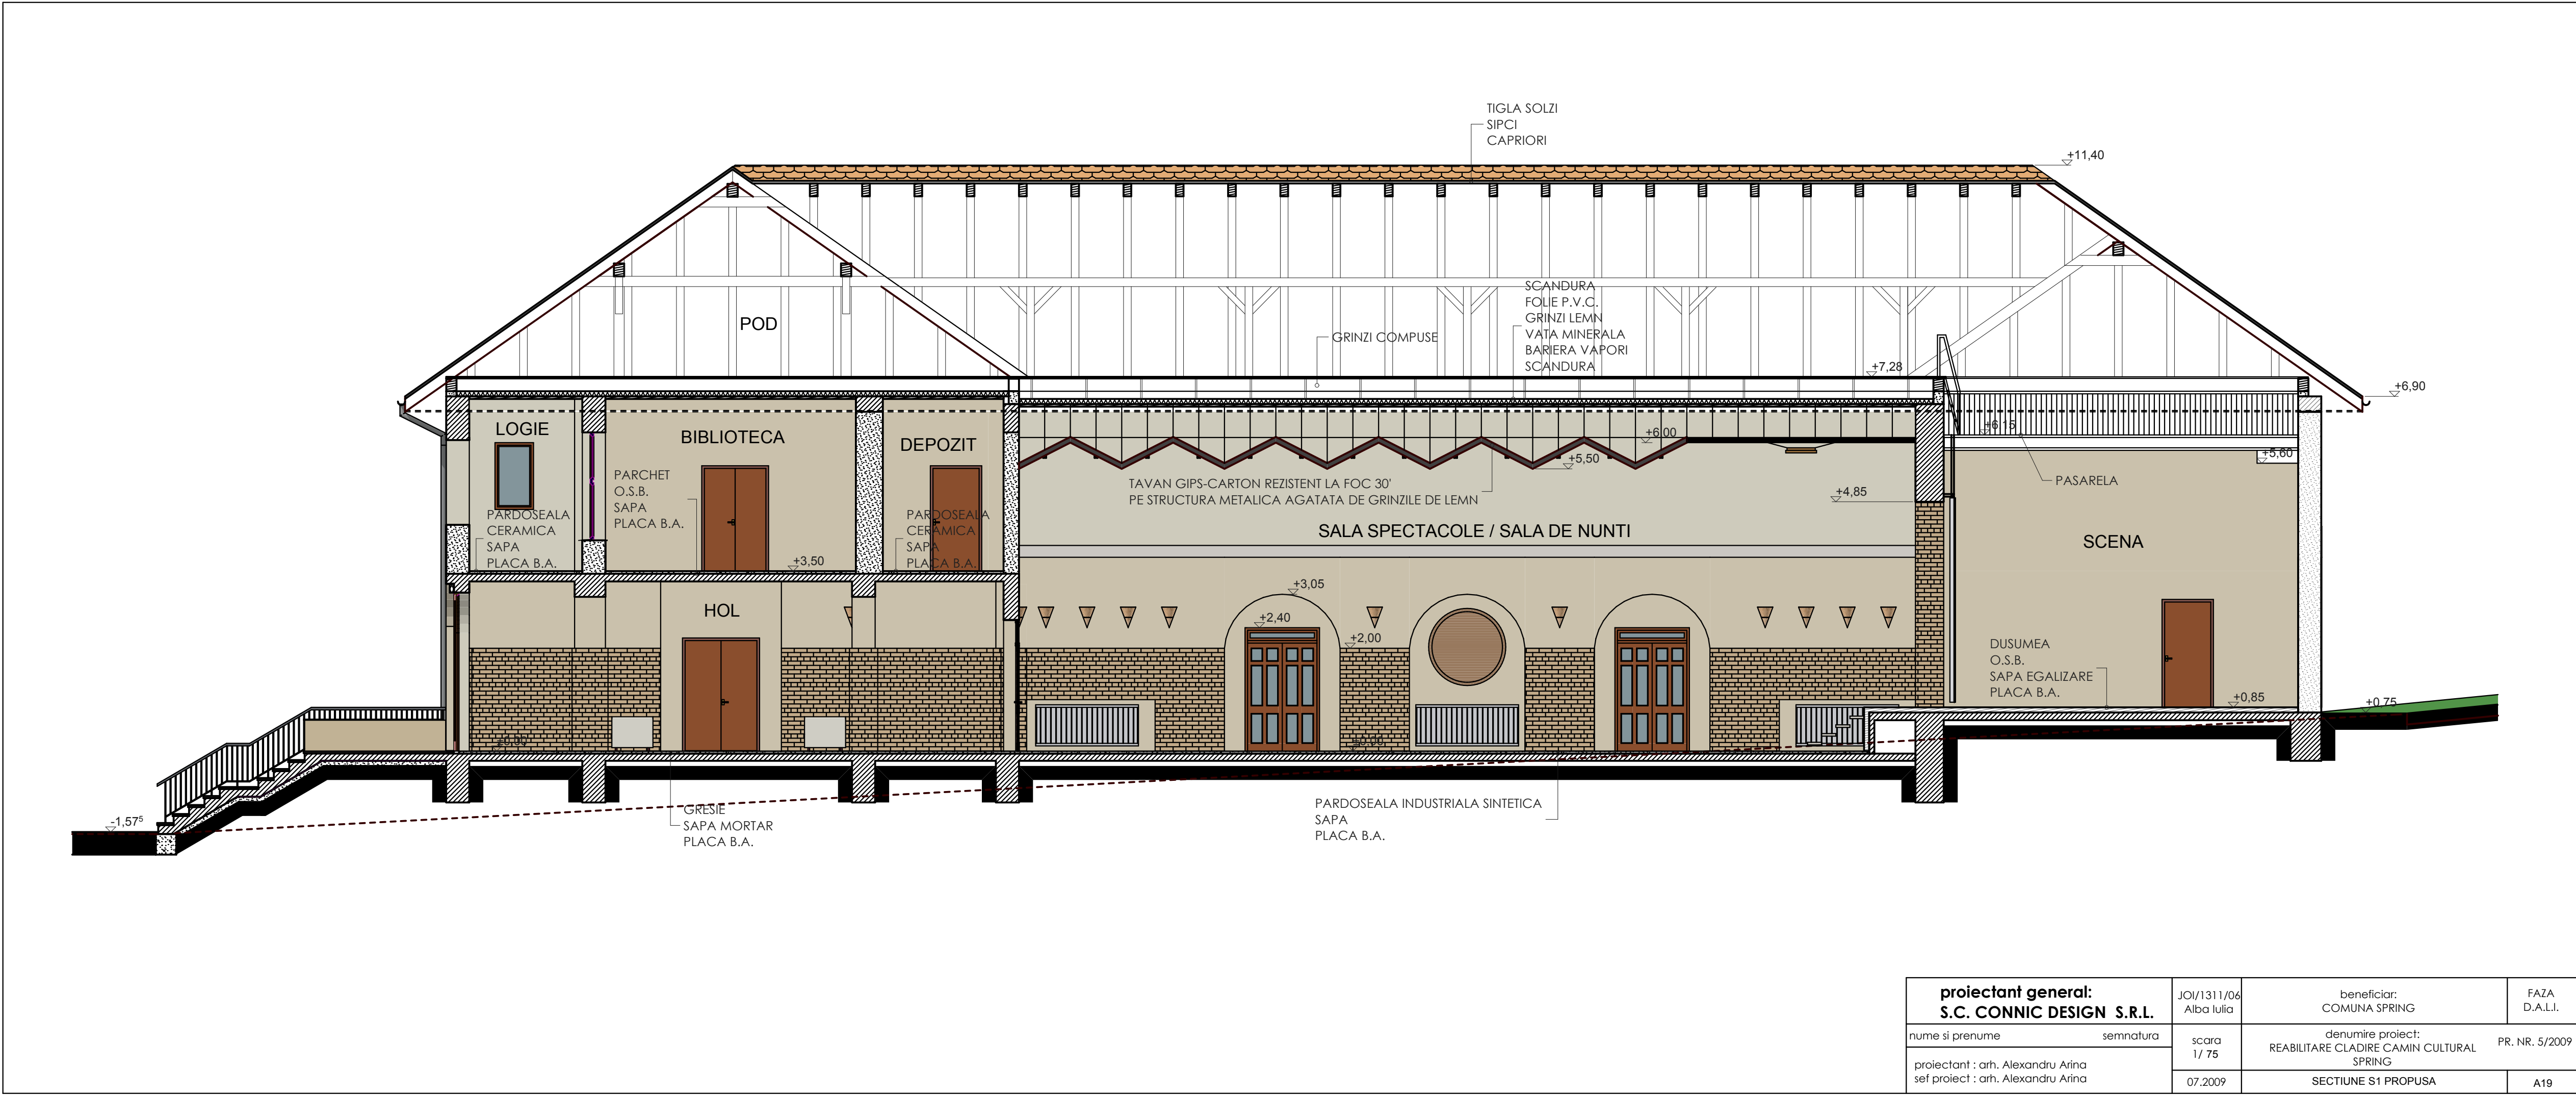 TIGLA SOLZI
SIPCI
CAPRIORI
+11,40
SCANDURA
FOLIE P.V.C.
GRINZI LEMN
VATA MINERALA
BARIERA VAPORI
SCANDURA
POD
GRINZI COMPUSE
+7,28
+6,90
LOGIE
BIBLIOTECA
DEPOZIT
+6,00
+6,15
+5,50
+5,60
PARCHET
O.S.B.
SAPA
PLACA B.A.
PARDOSEALA
CERAMICA
SAPA
PLACA B.A.
PARDOSEALA
CERAMICA
SAPA
PLACA B.A.
TAVAN GIPS-CARTON REZISTENT LA FOC 30'
PE STRUCTURA METALICA AGATATA DE GRINZILE DE LEMN
+4,85
PASARELA
SALA SPECTACOLE / SALA DE NUNTI
SCENA
+3,50
HOL
+3,05
+2,40
+2,00
DUSUMEA
O.S.B.
SAPA EGALIZARE
PLACA B.A.
+0,85
+0,75
±0,00
±0,00
-1,57⁵
GRESIE
SAPA MORTAR
PLACA B.A.
PARDOSEALA INDUSTRIALA SINTETICA
SAPA
PLACA B.A.
proiectant general:
S.C. CONNIC DESIGN S.R.L.
JOI/1311/06
Alba Iulia
beneficiar:
COMUNA SPRING
FAZA
D.A.L.I.
nume si prenume semnatura
scara
1/ 75
denumire proiect:
REABILITARE CLADIRE CAMIN CULTURAL
SPRING
PR. NR. 5/2009
proiectant : arh. Alexandru Arina
sef proiect : arh. Alexandru Arina
07.2009
SECTIUNE S1 PROPUSA
A19